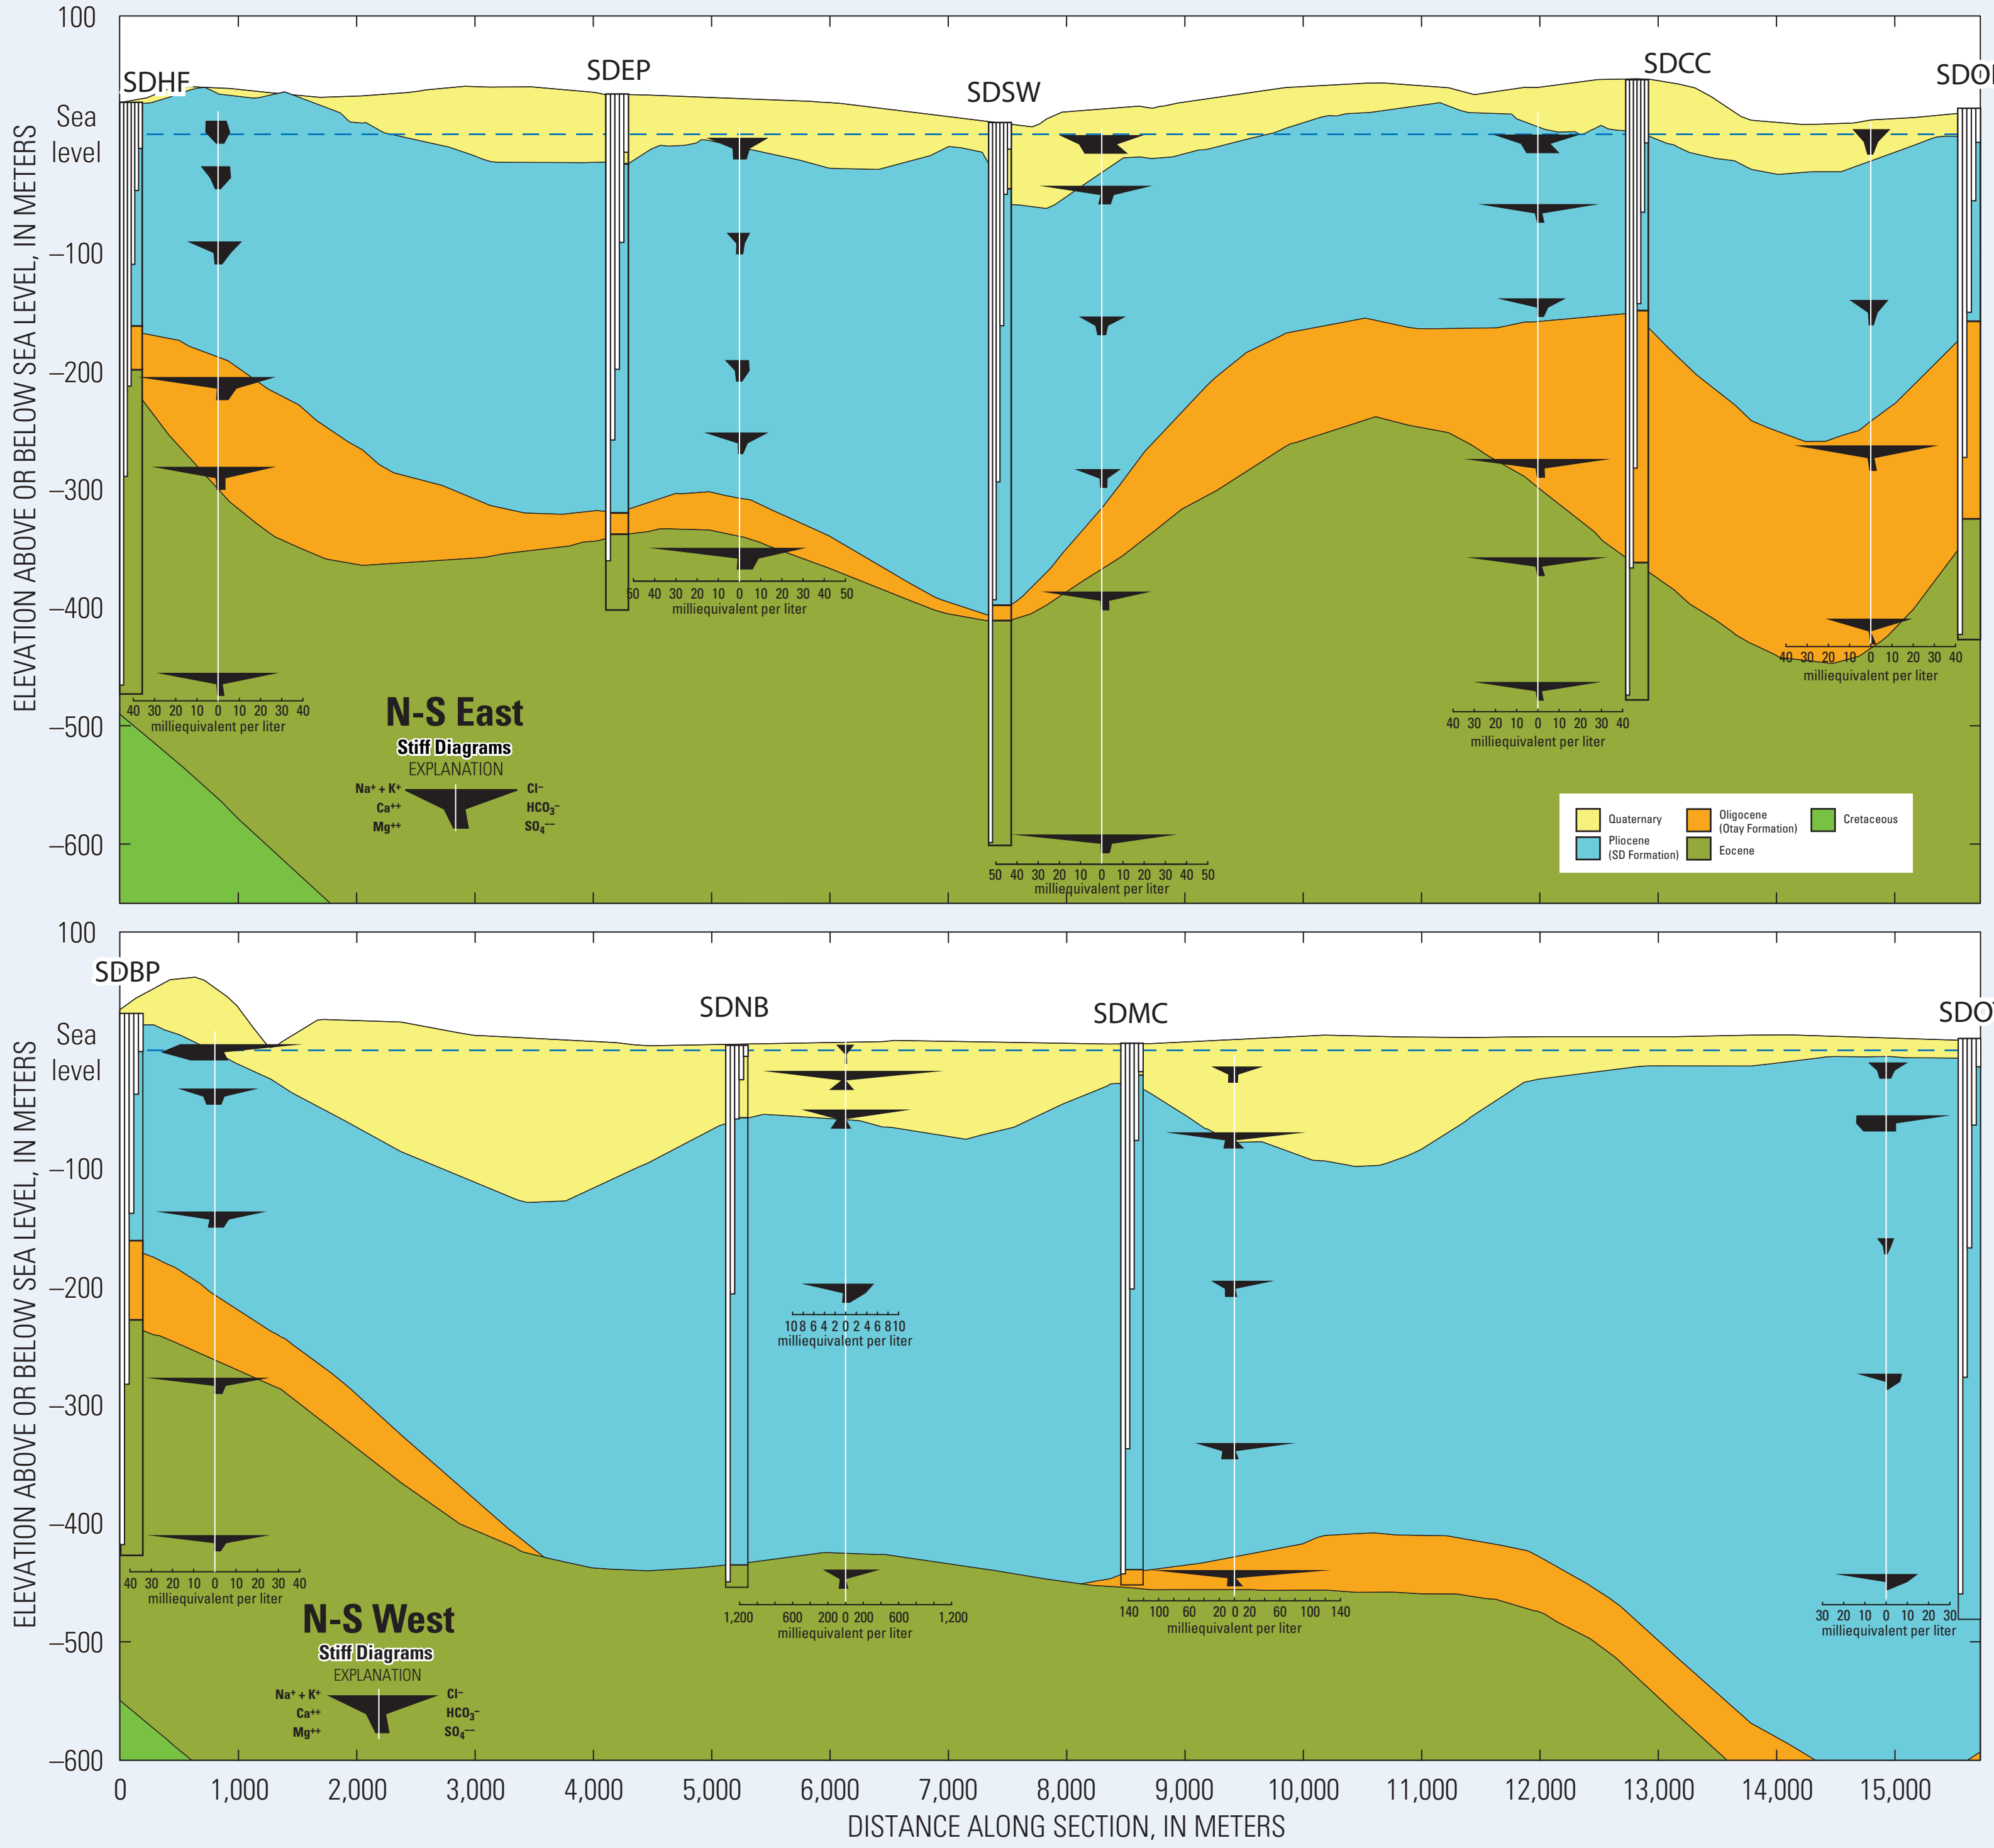 100
SDHF
SDEP
SDSW
SDCC
Sea
level
–100
–200
–300
–400
–500
–600
ELEVATION ABOVE OR BELOW SEA LEVEL, IN METERS
40 30 20 10 0 10 20 30 40
milliequivalent per liter
50 40 30 20 10 0 10 20 30 40 50
milliequivalent per liter
50 40 30 20 10 0 10 20 30 40 50
milliequivalent per liter
40 30 20 10 0 10 20 30 40
milliequivalent per liter
40 30 20 10 0 10 20 30 40
milliequivalent per liter
N-S East
Stiff Diagrams
EXPLANATION
Na⁺ + K⁺ Cl⁻
Ca⁺⁺ HCO₃⁻
Mg⁺⁺ SO₄⁻⁻
Quaternary
Pliocene
(SD Formation)
Oligocene
(Otay Formation)
Eocene
Cretaceous
100
SDBP
SDNB
SDMC
SDOT
Sea
level
–100
–200
–300
–400
–500
–600
ELEVATION ABOVE OR BELOW SEA LEVEL, IN METERS
10 8 6 4 2 0 2 4 6 8 10
milliequivalent per liter
40 30 20 10 0 10 20 30 40
milliequivalent per liter
1,200 600 200 0 200 600 1,200
milliequivalent per liter
140 100 60 20 0 20 60 100 140
milliequivalent per liter
30 20 10 0 10 20 30
milliequivalent per liter
N-S West
Stiff Diagrams
EXPLANATION
Na⁺ + K⁺ Cl⁻
Ca⁺⁺ HCO₃⁻
Mg⁺⁺ SO₄⁻⁻
0 1,000 2,000 3,000 4,000 5,000 6,000 7,000 8,000 9,000 10,000 11,000 12,000 13,000 14,000 15,000
DISTANCE ALONG SECTION, IN METERS